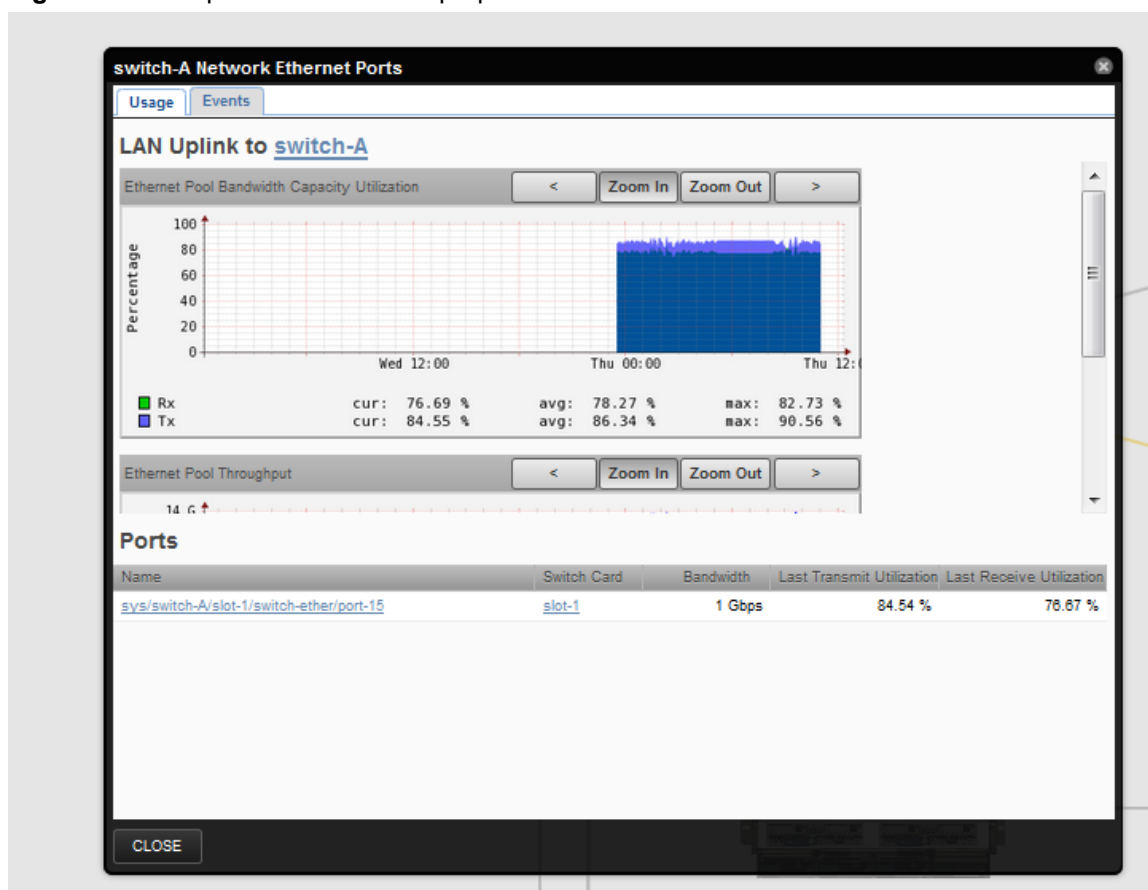 switch-A Network Ethernet Ports
Usage Events
LAN Uplink to switch-A
Ethernet Pool Bandwidth Capacity Utilization < Zoom In Zoom Out >
100
80
60
40
20
0
Percentage
Wed 12:00 Thu 00:00 Thu 12:
Rx cur: 76.69 % avg: 78.27 % max: 82.73 %
Tx cur: 84.55 % avg: 86.34 % max: 90.56 %
Ethernet Pool Throughput < Zoom In Zoom Out >
14 G
Ports
Name Switch Card Bandwidth Last Transmit Utilization Last Receive Utilization
sys/switch-A/slot-1/switch-ether/port-15 slot-1 1 Gbps 84.54 % 76.67 %
CLOSE